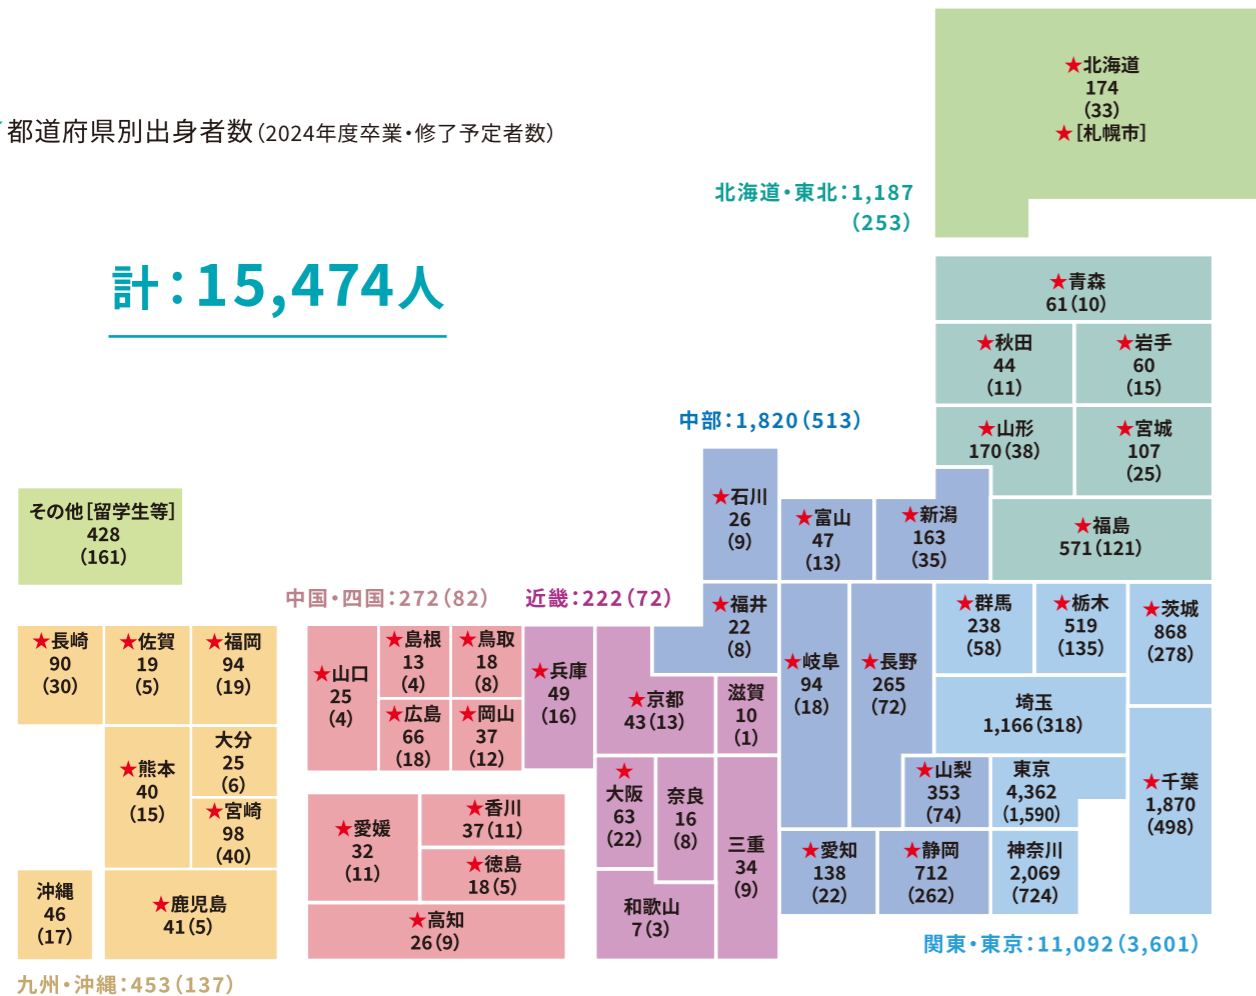 都道府県別出身者数（2024年度卒業・修了予定者数）
計：15,474人
北海道・東北：1,187
（253）
★北海道
174
（33）
★［札幌市］
★青森
61（10）
★秋田
44
（11）
★岩手
60
（15）
★山形
170（38）
★宮城
107
（25）
★福島
571（121）
中部：1,820（513）
★石川
26
（9）
★富山
47
（13）
★新潟
163
（35）
★福井
22
（8）
★岐阜
94
（18）
★長野
265
（72）
★山梨
353
（74）
★愛知
138
（22）
★静岡
712
（262）
★群馬
238
（58）
★栃木
519
（135）
★茨城
868
（278）
埼玉
1,166（318）
東京
4,362
（1,590）
★千葉
1,870
（498）
神奈川
2,069
（724）
関東・東京：11,092（3,601）
近畿：222（72）
★兵庫
49
（16）
★京都
43（13）
滋賀
10
（1）
★
大阪
63
（22）
奈良
16
（8）
三重
34
（9）
和歌山
7（3）
中国・四国：272（82）
★山口
25
（4）
★島根
13
（4）
★鳥取
18
（8）
★広島
66
（18）
★岡山
37
（12）
★愛媛
32
（11）
★香川
37（11）
★徳島
18（5）
★高知
26（9）
その他［留学生等］
428
（161）
★長崎
90
（30）
★佐賀
19
（5）
★福岡
94
（19）
★熊本
40
（15）
大分
25
（6）
★宮崎
98
（40）
沖縄
46
（17）
★鹿児島
41（5）
九州・沖縄：453（137）